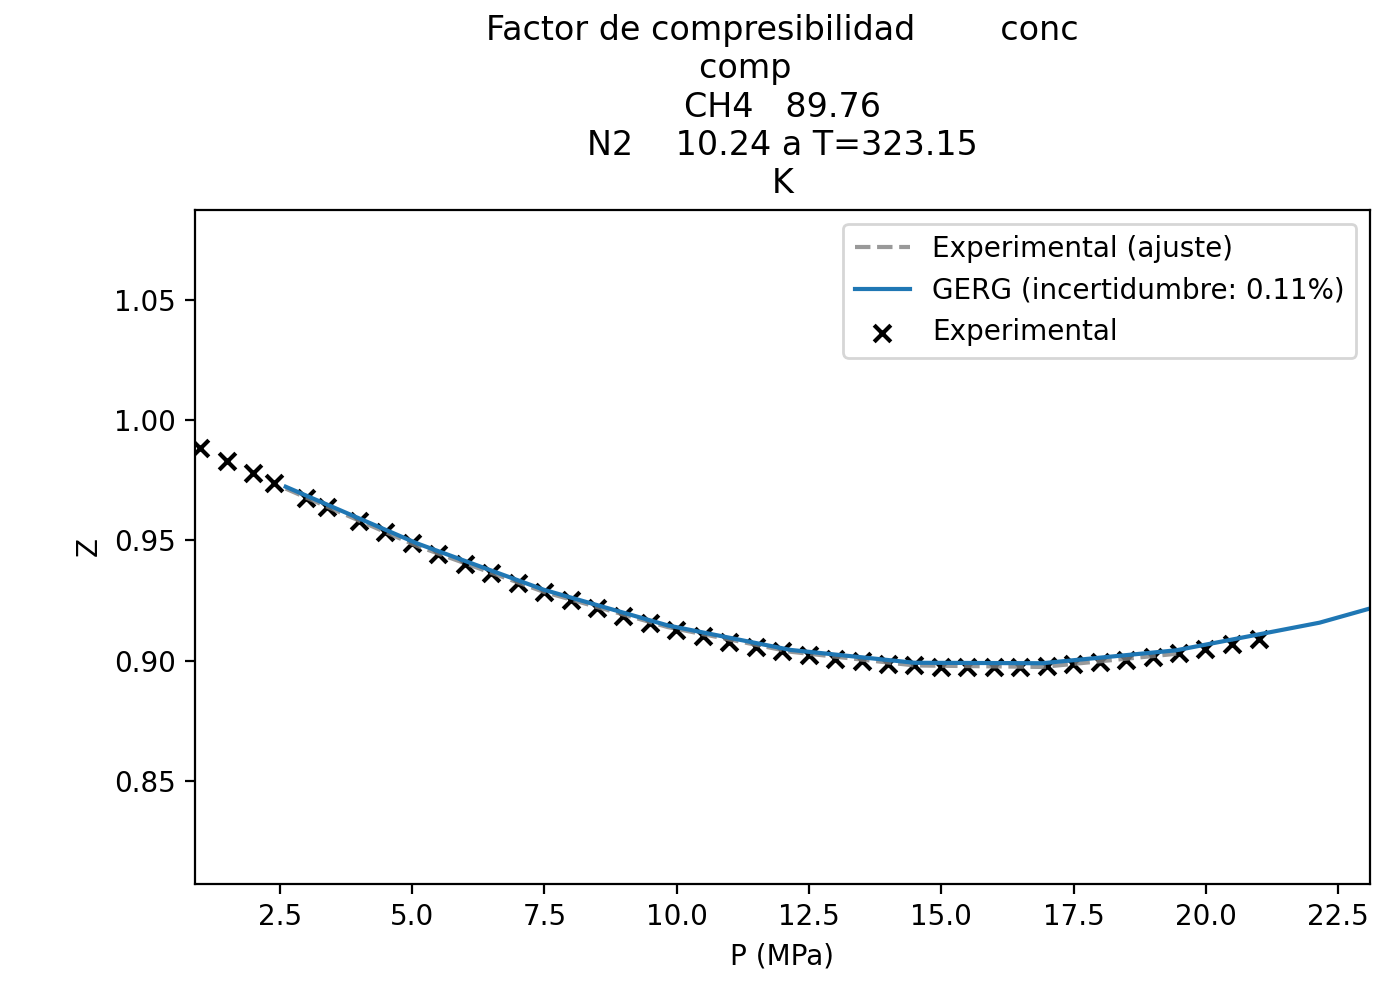 Factor de compresibilidad conc
comp
CH4 89.76
N2 10.24 a T=323.15
K
Experimental (ajuste)
GERG (incertidumbre: 0.11%)
Experimental
1.05
1.00
0.95
0.90
0.85
Z
2.5 5.0 7.5 10.0 12.5 15.0 17.5 20.0 22.5
P (MPa)